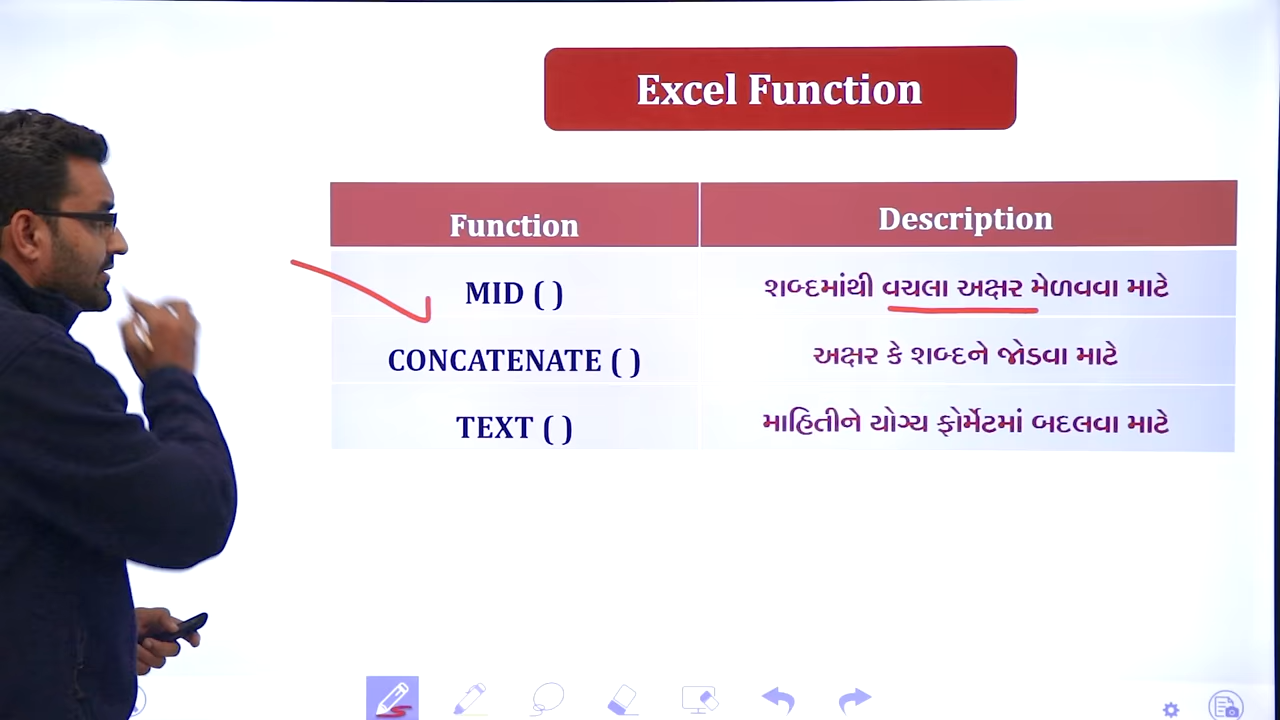 Excel Function
Function Description
MID ( ) શબ્દમાંથી વચલા અક્ષર મેળવવા માટે
CONCATENATE ( ) અક્ષર કે શબ્દને જોડવા માટે
TEXT ( ) માહિતીને યોગ્ય ફોર્મેટમાં બદલવા માટે